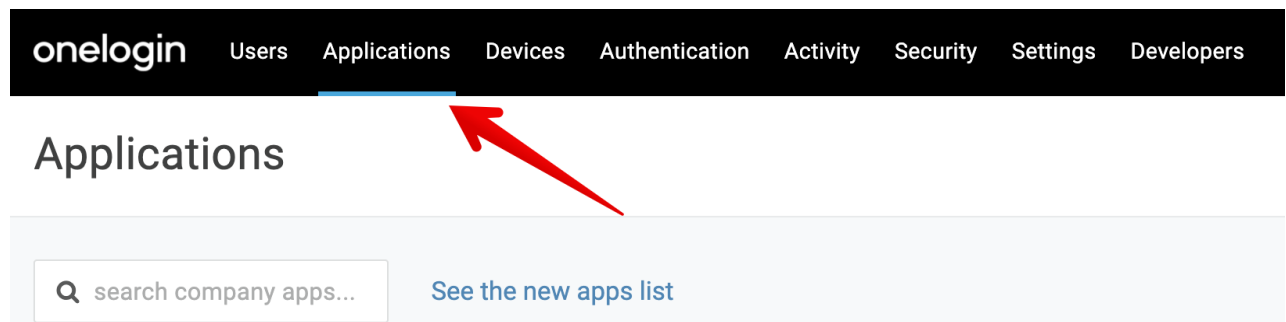 onelogin Users Applications Devices Authentication Activity Security Settings Developers
Applications
search company apps... See the new apps list